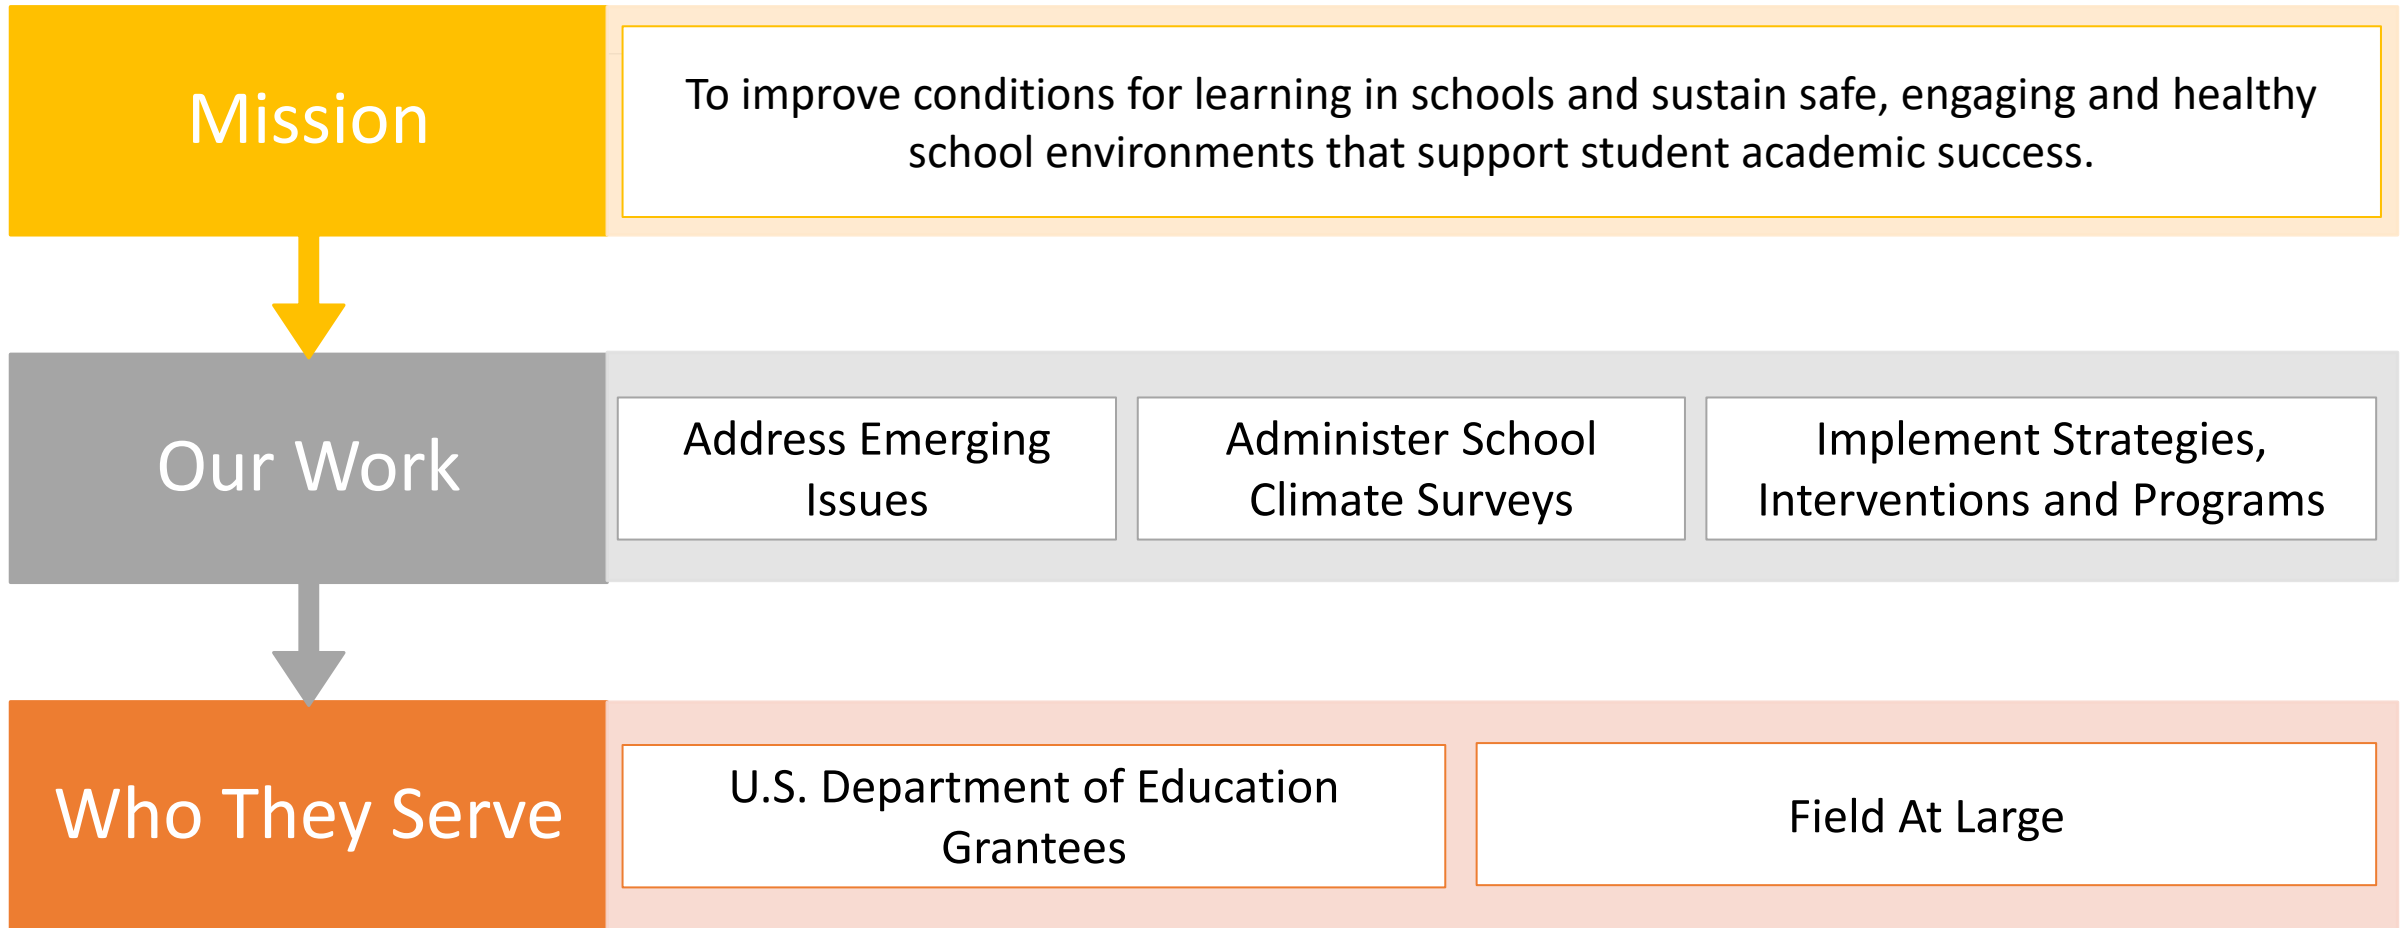 Mission
To improve conditions for learning in schools and sustain safe, engaging and healthy
school environments that support student academic success.
Our Work
Address Emerging
Issues
Administer School
Climate Surveys
Implement Strategies,
Interventions and Programs
Who They Serve
U.S. Department of Education
Grantees
Field At Large